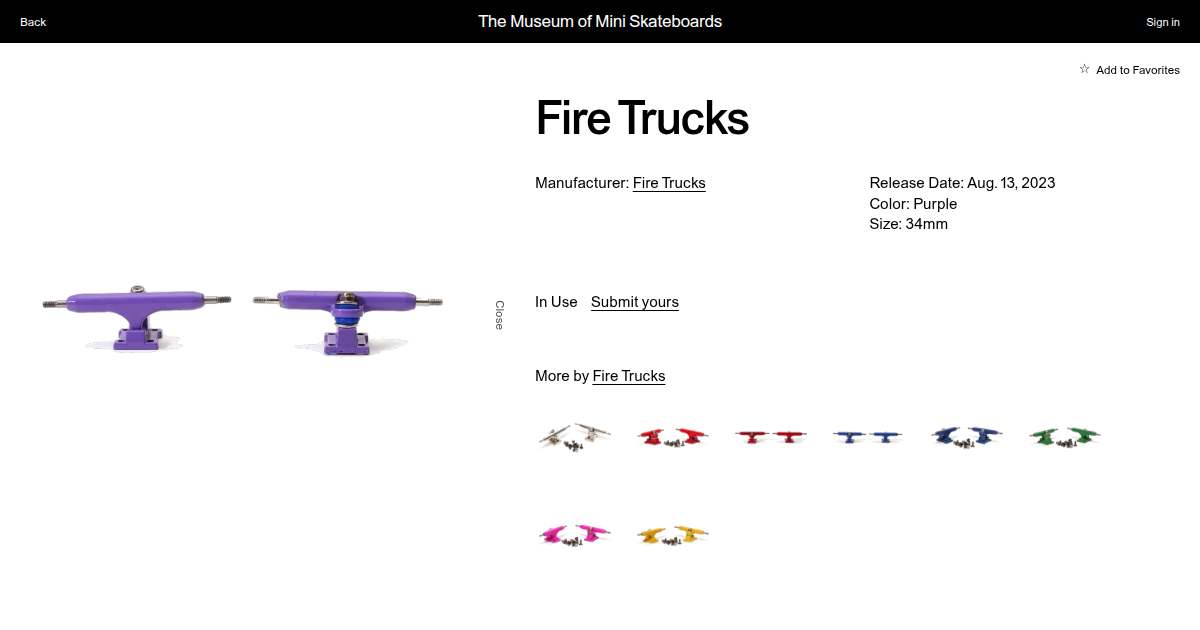 Back
The Museum of Mini Skateboards
Sign in
☆ Add to Favorites
Fire Trucks
Manufacturer: Fire Trucks
Release Date: Aug. 13, 2023
Color: Purple
Size: 34mm
Close
In Use Submit yours
More by Fire Trucks